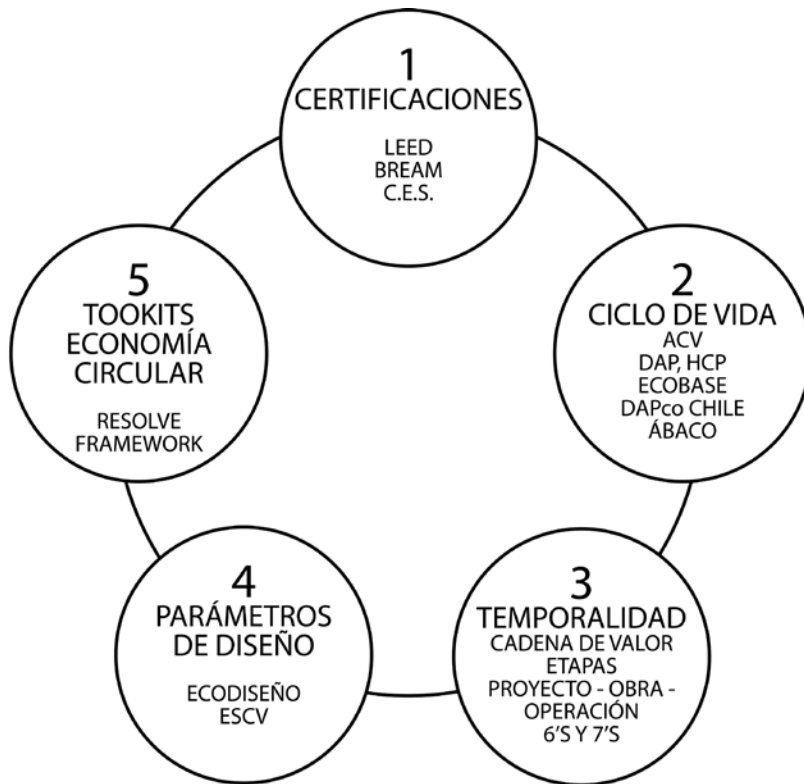 1
CERTIFICACIONES
LEED
BREAM
C.E.S.
2
CICLO DE VIDA
ACV
DAP, HCP
ECOBASE
DAPco CHILE
ÁBACO
3
TEMPORALIDAD
CADENA DE VALOR
ETAPAS
PROYECTO - OBRA -
OPERACIÓN
6'S Y 7'S
4
PARÁMETROS
DE DISEÑO
ECODISEÑO
ESCV
5
TOOKITS
ECONOMÍA
CIRCULAR
RESOLVE
FRAMEWORK